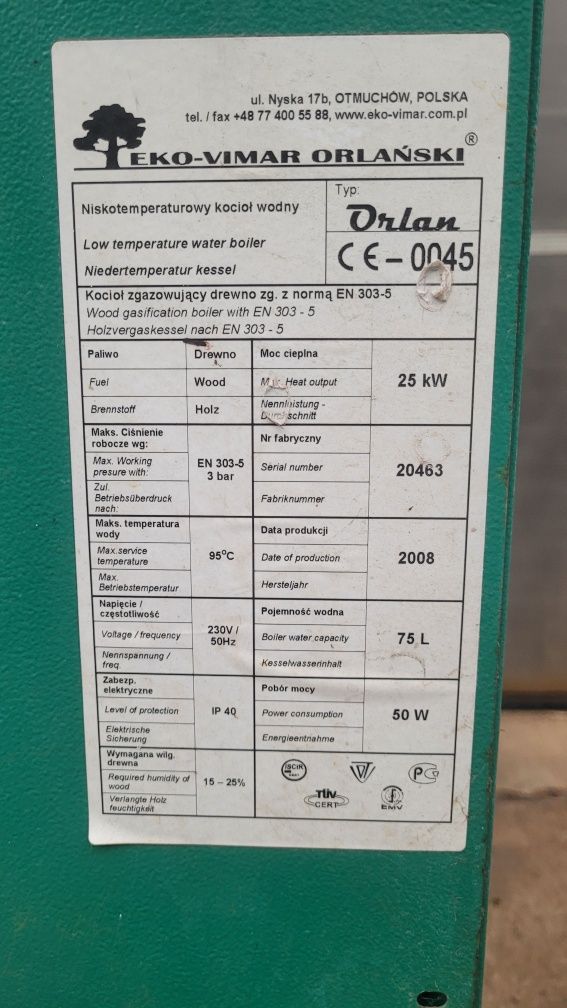 ul. Nyska 17b, OTMUCHÓW, POLSKA
tel. / fax +48 77 400 55 88, www.eko-vimar.com.pl
EKO-VIMAR ORLAŃSKI ®
Niskotemperaturowy kocioł wodny
Low temperature water boiler
Niedertemperatur kessel
Typ:
Orlan
CE – 0045
Kocioł zgazowujący drewno zg. z normą EN 303-5
Wood gasification boiler with EN 303 - 5
Holzvergaskessel nach EN 303 - 5
Paliwo Drewno
Fuel Wood
Brennstoff Holz
Moc cieplna
Heat output
Nennleistung -
25 kW
Maks. Ciśnienie
robocze wg:
Max. Working
presure with:
Zul.
Betriebsüberdruck
nach:
EN 303-5
3 bar
Nr fabryczny
Serial number
Fabriknummer
20463
Maks. temperatura
wody
Max.service
temperature
Max.
Betriebstemperatur
95°C
Data produkcji
Date of production
Hersteljahr
2008
Napięcie /
częstotliwość
Voltage / frequency
Nennspannung /
freq.
230V /
50Hz
Pojemność wodna
Boiler water capacity
Kesselwasserinhalt
75 L
Zabezp.
elektryczne
Level of protection
Elektrische
Sicherung
IP 40
Pobór mocy
Power consumption
Energieentnahme
50 W
Wymagana wilg.
drewna
Required humidity of
wood
Verlangte Holz
feuchtigkeit
15 – 25%
ISCIR
TÜV
CERT
EMV